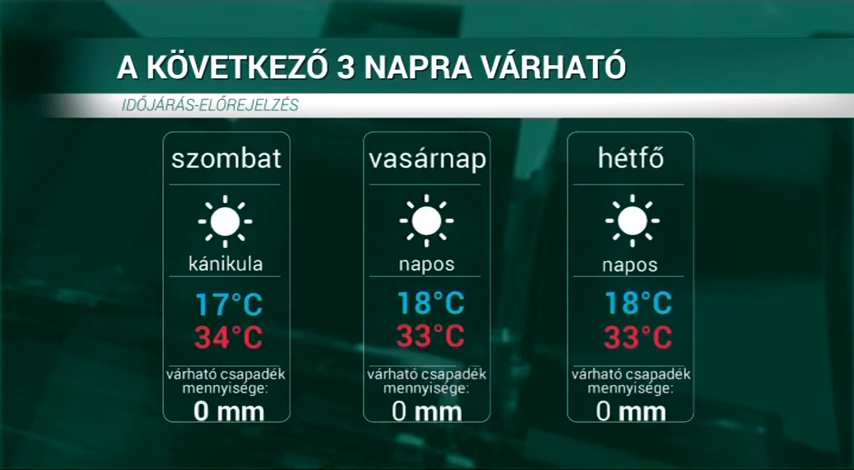 A KÖVETKEZŐ 3 NAPRA VÁRHATÓ
IDŐJÁRÁS-ELŐREJELZÉS
szombat
kánikula
17°C
34°C
várható csapadék
mennyisége:
0 mm
vasárnap
napos
18°C
33°C
várható csapadék
mennyisége:
0 mm
hétfő
napos
18°C
33°C
várható csapadék
mennyisége:
0 mm